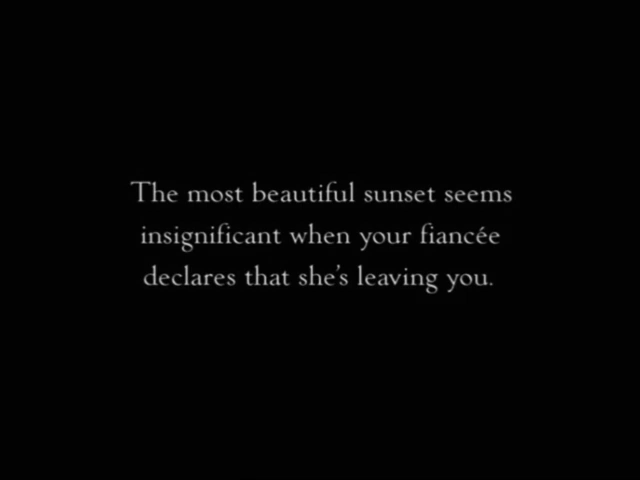 The most beautiful sunset seems
insignificant when your fiancée
declares that she’s leaving you.